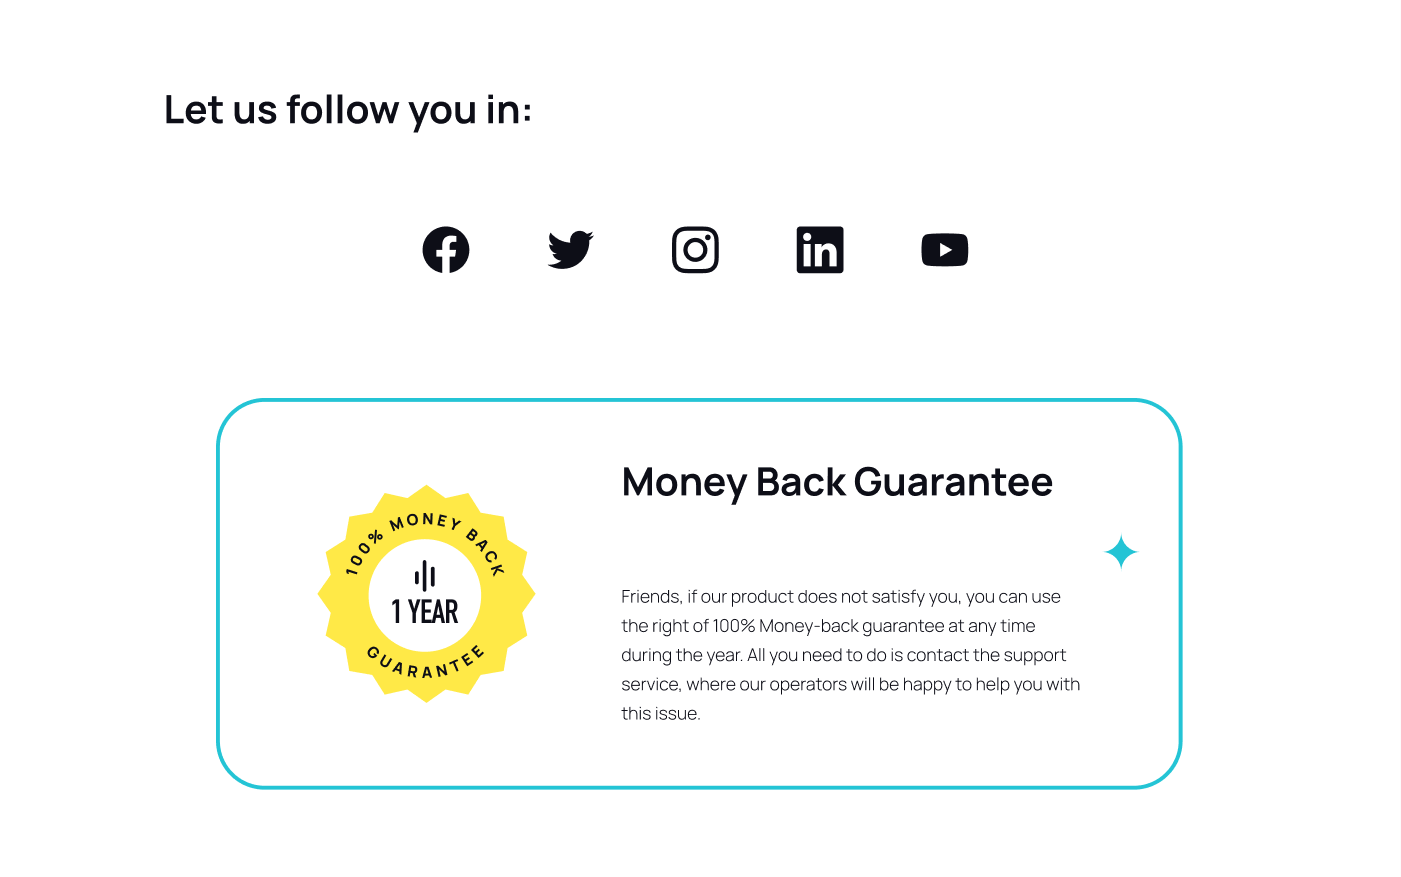 Let us follow you in:
in
Money Back Guarantee
100% MONEY BACK
1 YEAR
GUARANTEE
Friends, if our product does not satisfy you, you can use
the right of 100% Money-back guarantee at any time
during the year. All you need to do is contact the support
service, where our operators will be happy to help you with
this issue.